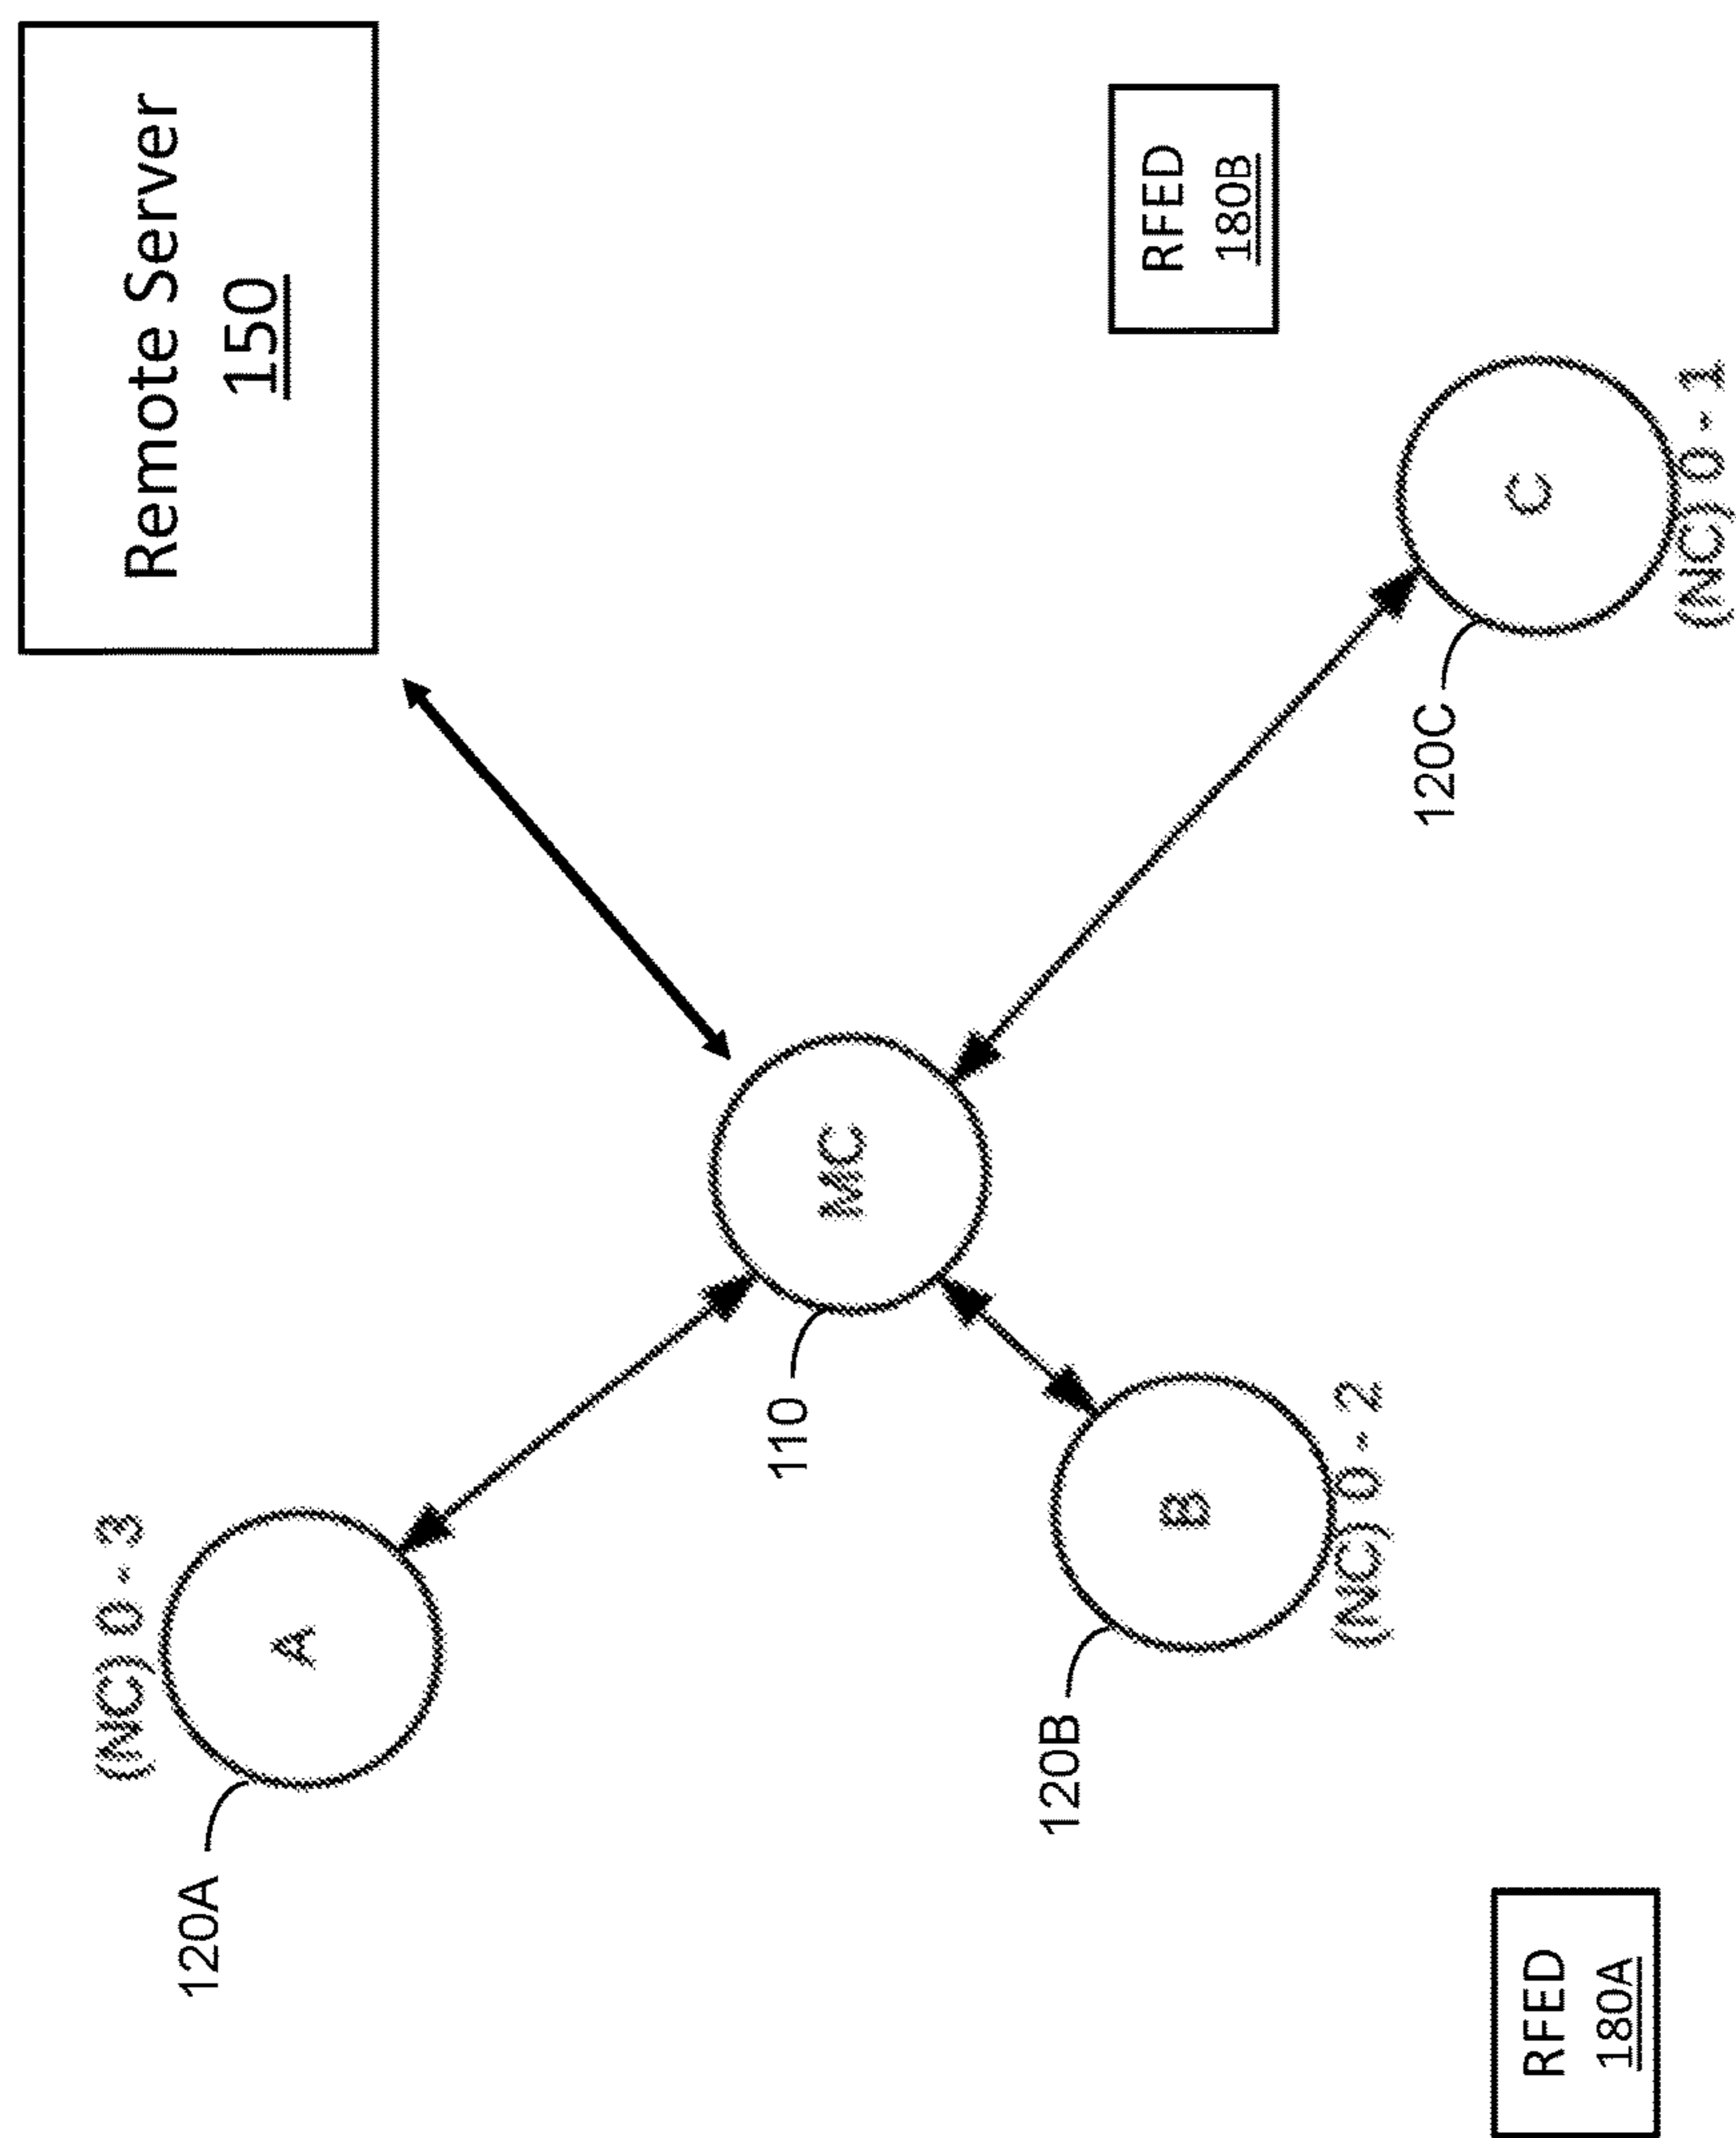 (NC) 0 - 3
120A
A
Remote Server
150
110
MC
120B
B
(NC) 0 - 2
RFED
180B
120C
C
(NC) 0 - 1
RFED
180A